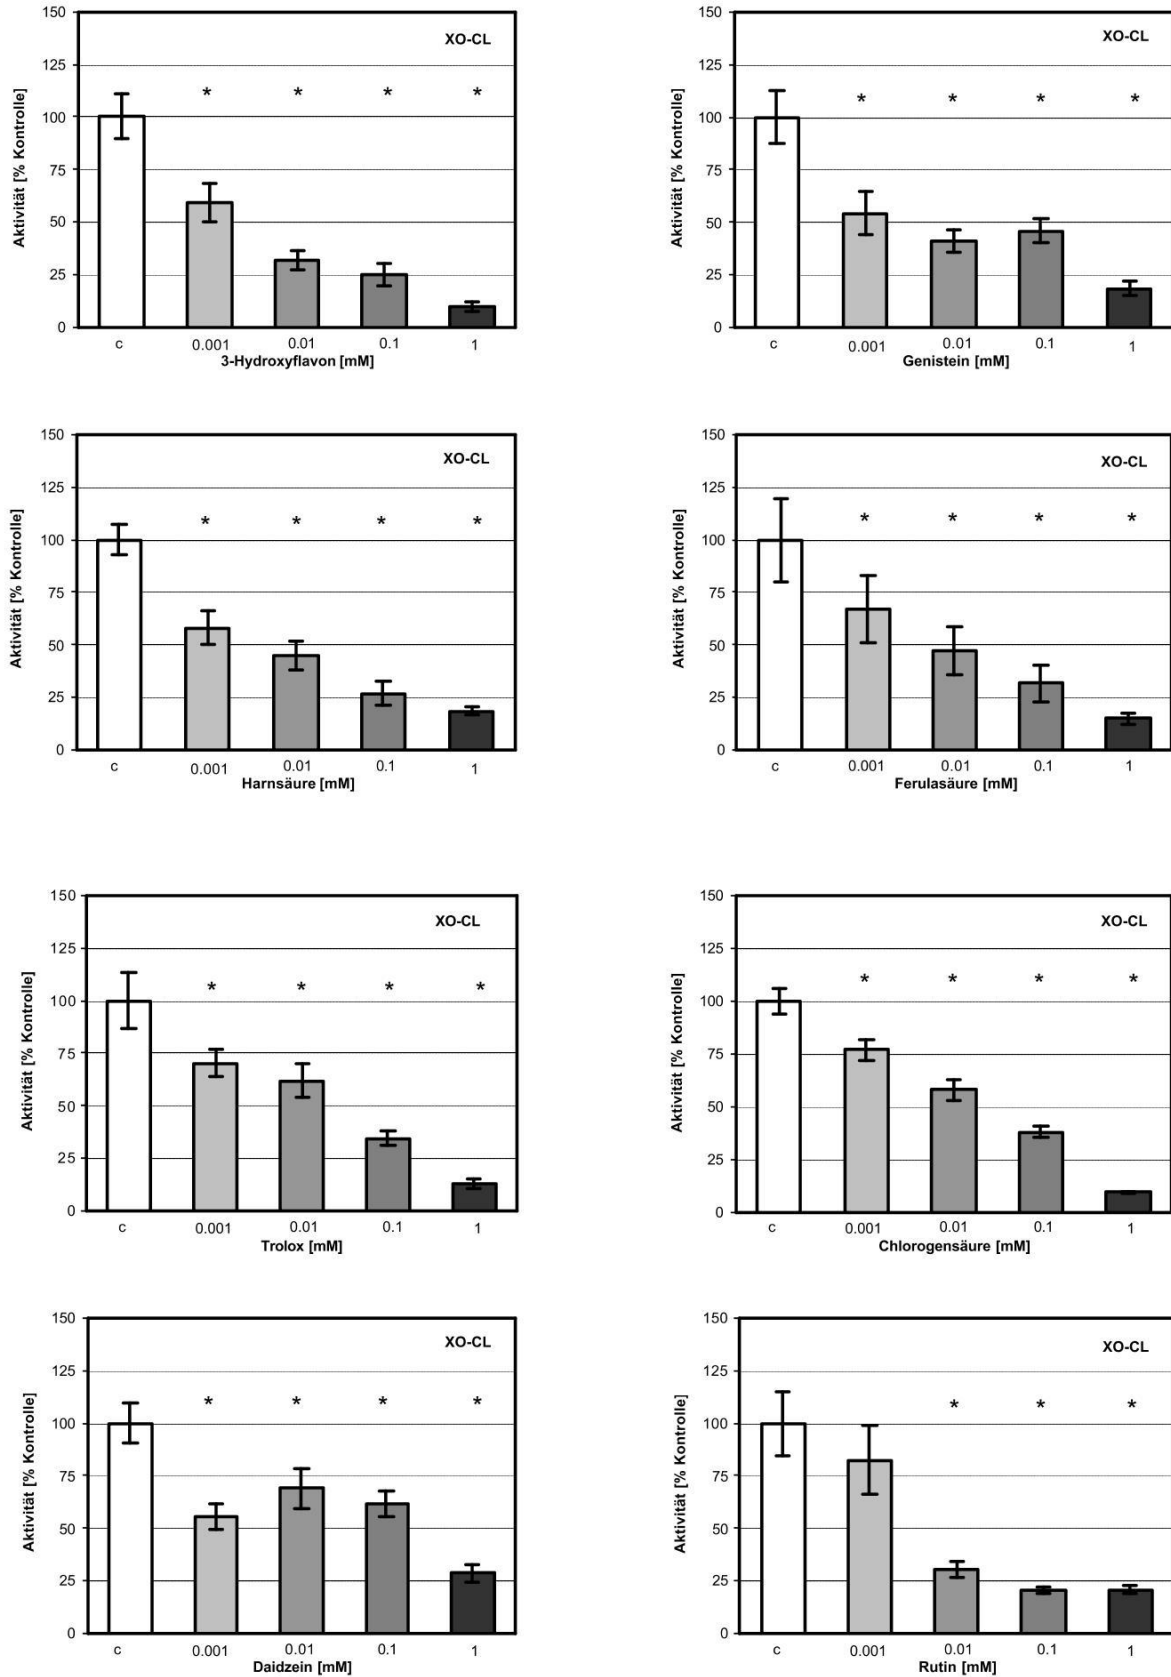 150
125
100
75
50
25
0
Aktivität [% Kontrolle]
XO-CL
* * * *
c 0.001 0.01 0.1 1
3-Hydroxyflavon [mM]
150
125
100
75
50
25
0
Aktivität [% Kontrolle]
XO-CL
* * * *
c 0.001 0.01 0.1 1
Genistein [mM]
150
125
100
75
50
25
0
Aktivität [% Kontrolle]
XO-CL
* * * *
c 0.001 0.01 0.1 1
Harnsäure [mM]
150
125
100
75
50
25
0
Aktivität [% Kontrolle]
XO-CL
* * * *
c 0.001 0.01 0.1 1
Ferulasäure [mM]
150
125
100
75
50
25
0
Aktivität [% Kontrolle]
XO-CL
* * * *
c 0.001 0.01 0.1 1
Trolox [mM]
150
125
100
75
50
25
0
Aktivität [% Kontrolle]
XO-CL
* * * *
c 0.001 0.01 0.1 1
Chlorogensäure [mM]
150
125
100
75
50
25
0
Aktivität [% Kontrolle]
XO-CL
* * * *
c 0.001 0.01 0.1 1
Daidzein [mM]
150
125
100
75
50
25
0
Aktivität [% Kontrolle]
XO-CL
* * *
c 0.001 0.01 0.1 1
Rutin [mM]